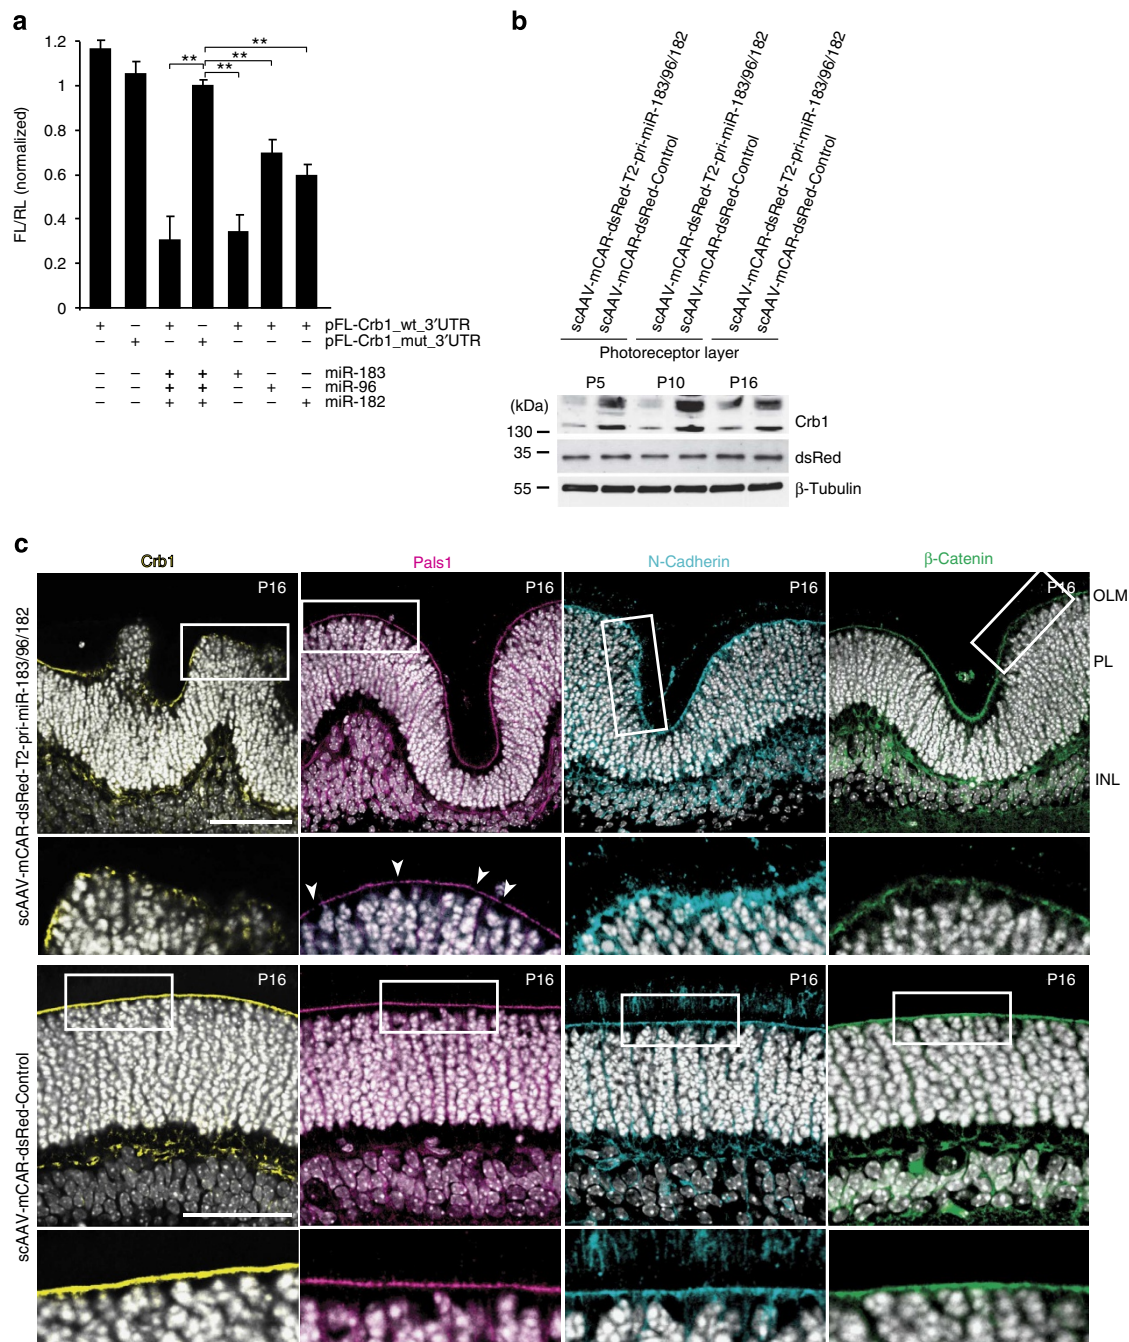 a
FL/RL (normalized)
1.2
1
0.8
0.6
0.4
0.2
0
** ** ** **
+ – + – + + + pFL-Crb1_wt_3′UTR
– + – + – – – pFL-Crb1_mut_3′UTR
– – + + + – – miR-183
– – + + – + – miR-96
– – + + – – + miR-182
b
scAAV-mCAR-dsRed-T2-pri-miR-183/96/182
scAAV-mCAR-dsRed-Control
scAAV-mCAR-dsRed-T2-pri-miR-183/96/182
scAAV-mCAR-dsRed-Control
scAAV-mCAR-dsRed-T2-pri-miR-183/96/182
scAAV-mCAR-dsRed-Control
Photoreceptor layer
P5 P10 P16
(kDa)
130
Crb1
35
dsRed
55
β-Tubulin
c
Crb1 Pals1 N-Cadherin β-Catenin
scAAV-mCAR-dsRed-T2-pri-miR-183/96/182
P16 P16 P16 P16
OLM
PL
INL
scAAV-mCAR-dsRed-Control
P16 P16 P16 P16